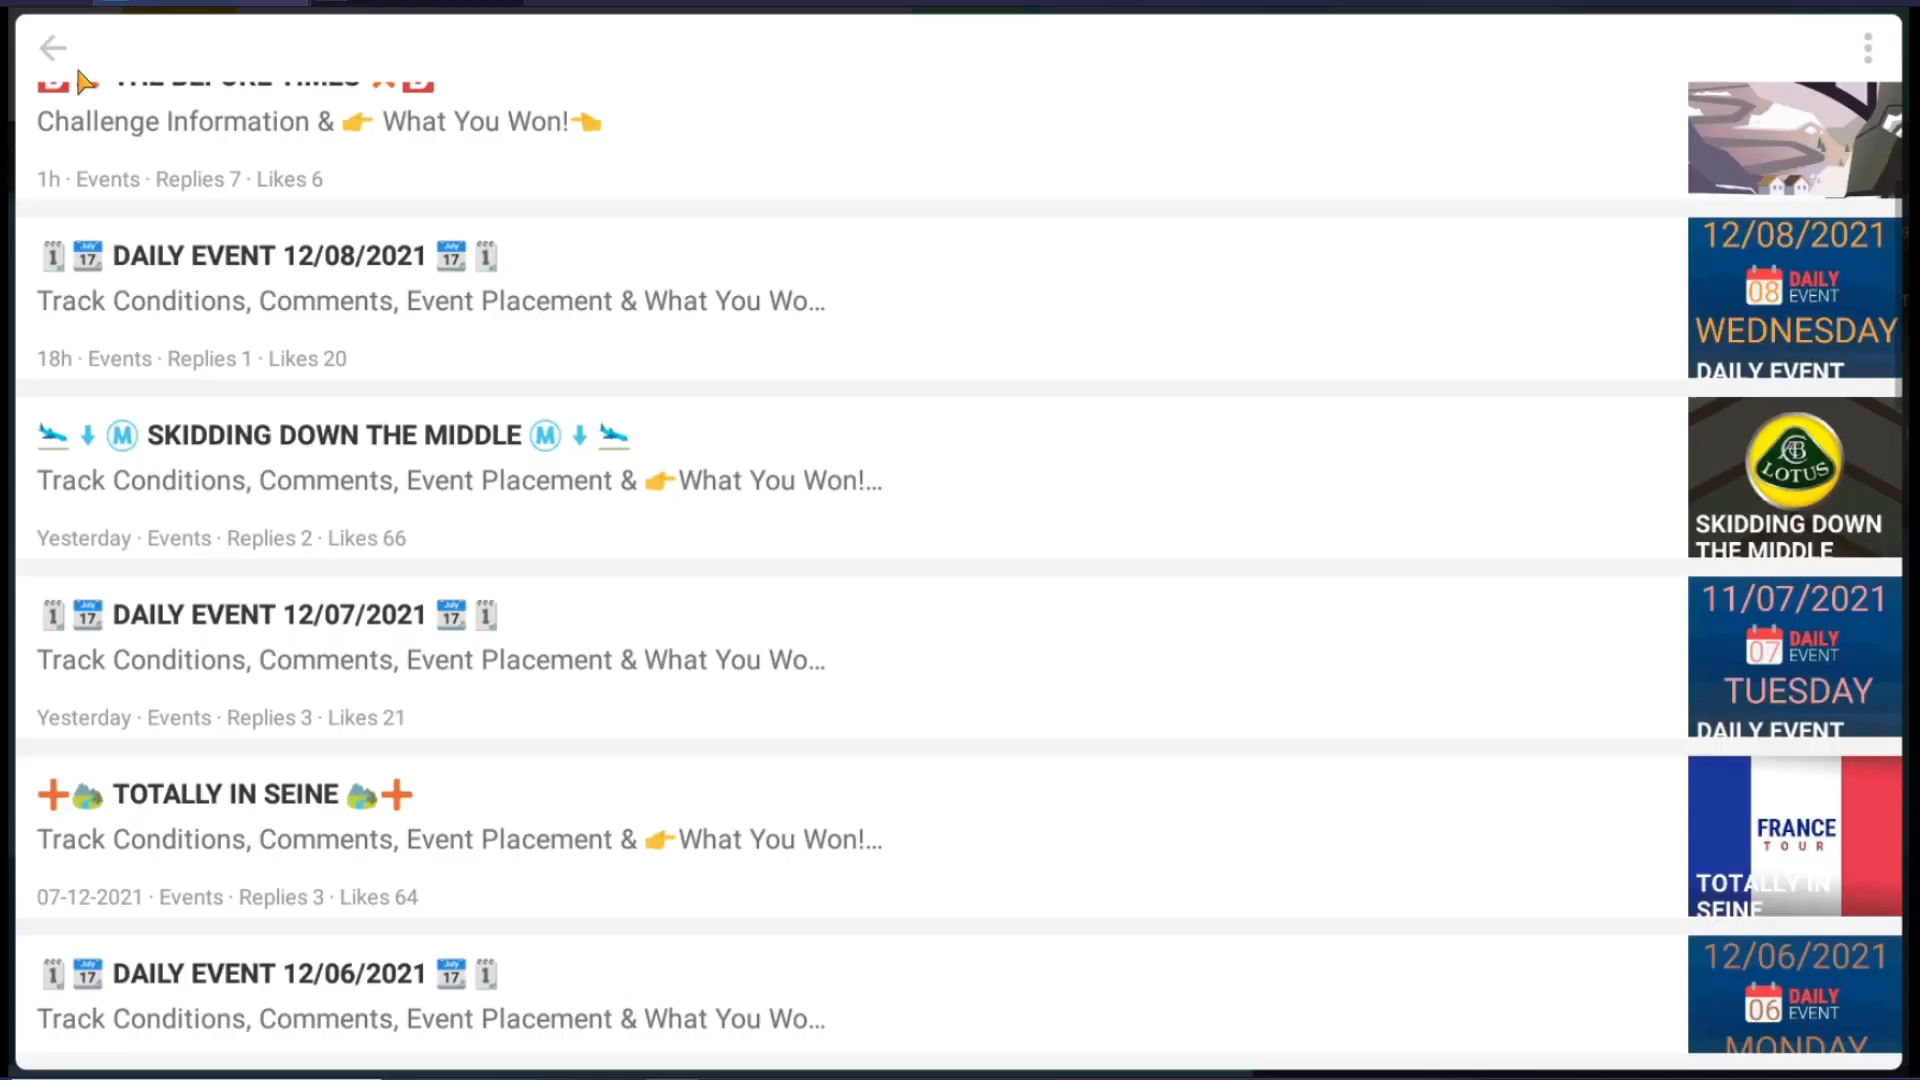 THE BEFORE TIMES
Challenge Information & What You Won!
1h · Events · Replies 7 · Likes 6
DAILY EVENT 12/08/2021
Track Conditions, Comments, Event Placement & What You Wo...
18h · Events · Replies 1 · Likes 20
12/08/2021
08 DAILY
EVENT
WEDNESDAY
DAILY EVENT
SKIDDING DOWN THE MIDDLE
Track Conditions, Comments, Event Placement & What You Won!...
Yesterday · Events · Replies 2 · Likes 66
LOTUS
SKIDDING DOWN
THE MIDDLE
DAILY EVENT 12/07/2021
Track Conditions, Comments, Event Placement & What You Wo...
Yesterday · Events · Replies 3 · Likes 21
11/07/2021
07 DAILY
EVENT
TUESDAY
DAILY EVENT
TOTALLY IN SEINE
Track Conditions, Comments, Event Placement & What You Won!...
07-12-2021 · Events · Replies 3 · Likes 64
FRANCE
TOUR
TOTALLY IN
SEINE
DAILY EVENT 12/06/2021
Track Conditions, Comments, Event Placement & What You Wo...
12/06/2021
06 DAILY
EVENT
MONDAY